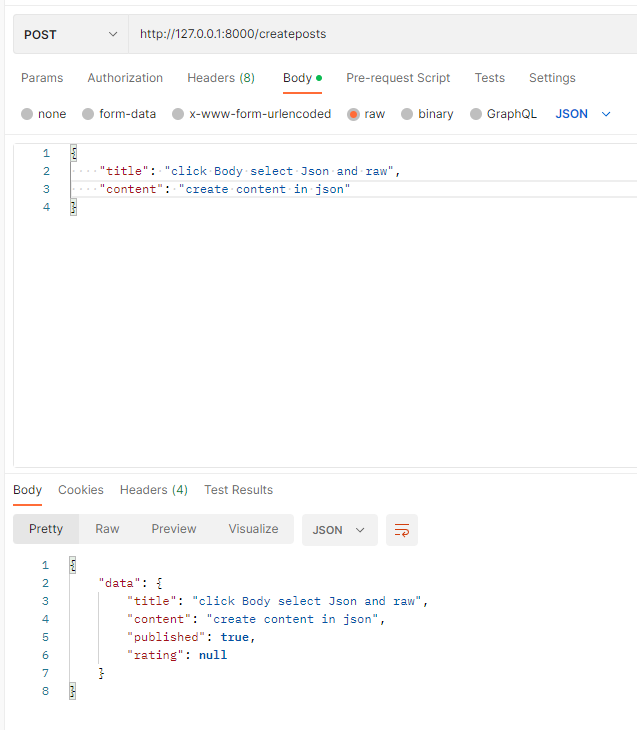 POST http://127.0.0.1:8000/createposts
Params Authorization Headers (8) Body Pre-request Script Tests Settings
none form-data x-www-form-urlencoded raw binary GraphQL JSON
1 {
2 "title": "click Body select Json and raw",
3 "content": "create content in json"
4 }
Body Cookies Headers (4) Test Results
Pretty Raw Preview Visualize JSON
1 {
2 "data": {
3 "title": "click Body select Json and raw",
4 "content": "create content in json",
5 "published": true,
6 "rating": null
7 }
8 }